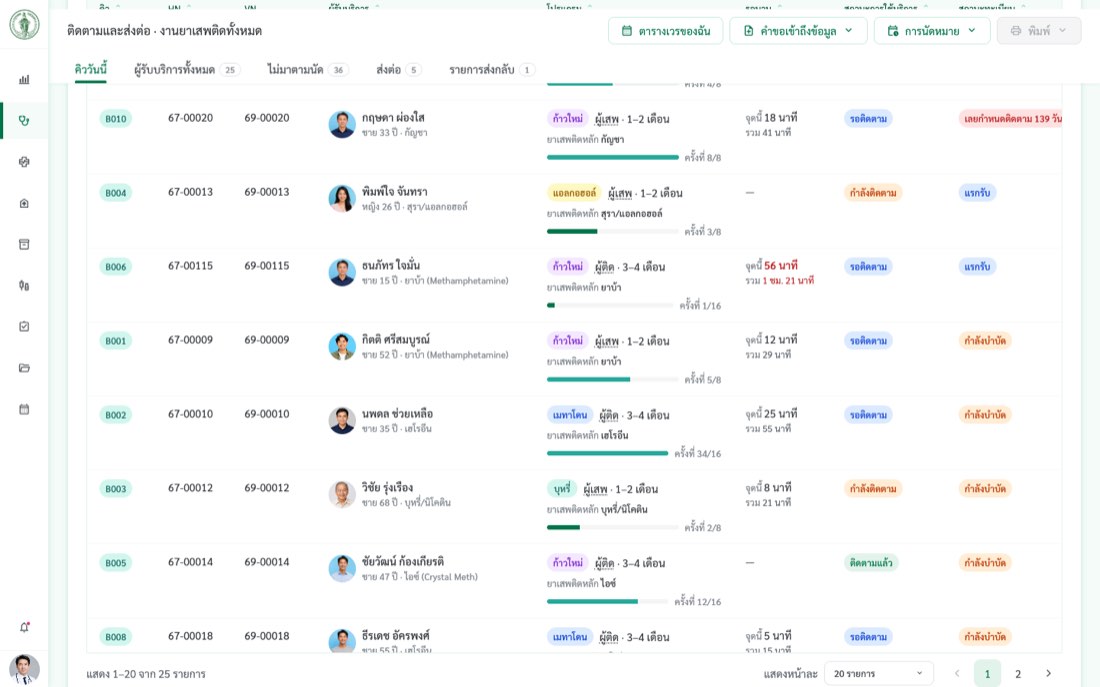 ติดตามและส่งต่อ · งานยาเสพติดทั้งหมด
ตารางเวรของฉัน
คำขอเข้าถึงข้อมูล
การนัดหมาย
พิมพ์
คิววันนี้
ผู้รับบริการทั้งหมด 25
ไม่มาตามนัด 36
ส่งต่อ 5
รายการส่งกลับ 1
B010 67-00020 69-00020 กฤษดา ผ่องใส ก้าวใหม่ ผู้เสพ · 1–2 เดือน จุดนี้ 18 นาที รอติดตาม เลยกำหนดติดตาม 139 วัน
ชาย 33 ปี · กัญชา ยาเสพติดหลัก กัญชา รวม 41 นาที
ครั้งที่ 8/8
B004 67-00013 69-00013 พิมพ์ใจ จันทรา แอลกอฮอล์ ผู้เสพ · 1–2 เดือน — กำลังติดตาม แรกรับ
หญิง 26 ปี · สุรา/แอลกอฮอล์ ยาเสพติดหลัก สุรา/แอลกอฮอล์
ครั้งที่ 3/8
B006 67-00115 69-00115 ธนภัทร ใจมั่น ก้าวใหม่ ผู้ติด · 3–4 เดือน จุดนี้ 56 นาที รอติดตาม แรกรับ
ชาย 15 ปี · ยาบ้า (Methamphetamine) ยาเสพติดหลัก ยาบ้า รวม 1 ชม. 21 นาที
ครั้งที่ 1/16
B001 67-00009 69-00009 กิตติ ศรีสมบูรณ์ ก้าวใหม่ ผู้เสพ · 1–2 เดือน จุดนี้ 12 นาที รอติดตาม กำลังบำบัด
ชาย 52 ปี · ยาบ้า (Methamphetamine) ยาเสพติดหลัก ยาบ้า รวม 29 นาที
ครั้งที่ 5/8
B002 67-00010 69-00010 นพดล ช่วยเหลือ เมทาโดน ผู้ติด · 3–4 เดือน จุดนี้ 25 นาที รอติดตาม กำลังบำบัด
ชาย 35 ปี · เฮโรอีน ยาเสพติดหลัก เฮโรอีน รวม 55 นาที
ครั้งที่ 34/16
B003 67-00012 69-00012 วิชัย รุ่งเรือง บุหรี่ ผู้เสพ · 1–2 เดือน จุดนี้ 8 นาที กำลังติดตาม กำลังบำบัด
ชาย 68 ปี · บุหรี่/นิโคติน ยาเสพติดหลัก บุหรี่/นิโคติน รวม 21 นาที
ครั้งที่ 2/8
B005 67-00014 69-00014 ชัยวัฒน์ ก้องเกียรติ ก้าวใหม่ ผู้ติด · 3–4 เดือน — ติดตามแล้ว กำลังบำบัด
ชาย 47 ปี · ไอซ์ (Crystal Meth) ยาเสพติดหลัก ไอซ์
ครั้งที่ 12/16
B008 67-00018 69-00018 ธีรเดช อัครพงศ์ เมทาโดน ผู้ติด · 3–4 เดือน จุดนี้ 5 นาที รอติดตาม กำลังบำบัด
ชาย 55 ปี · เฮโรอีน รวม 15 นาที
แสดง 1–20 จาก 25 รายการ
แสดงหน้าละ 20 รายการ
1 2